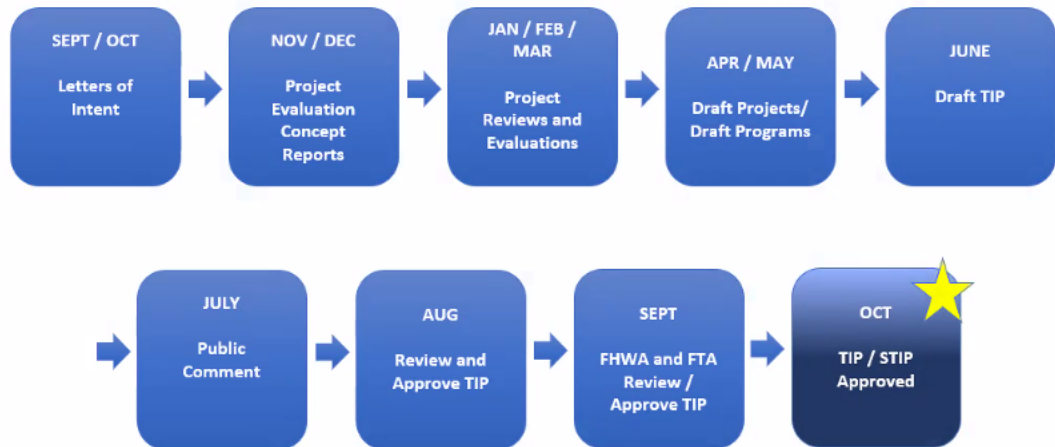 SEPT / OCT
Letters of
Intent
NOV / DEC
Project
Evaluation
Concept
Reports
JAN / FEB /
MAR
Project
Reviews and
Evaluations
APR / MAY
Draft Projects/
Draft Programs
JUNE
Draft TIP
JULY
Public
Comment
AUG
Review and
Approve TIP
SEPT
FHWA and FTA
Review /
Approve TIP
OCT
TIP / STIP
Approved